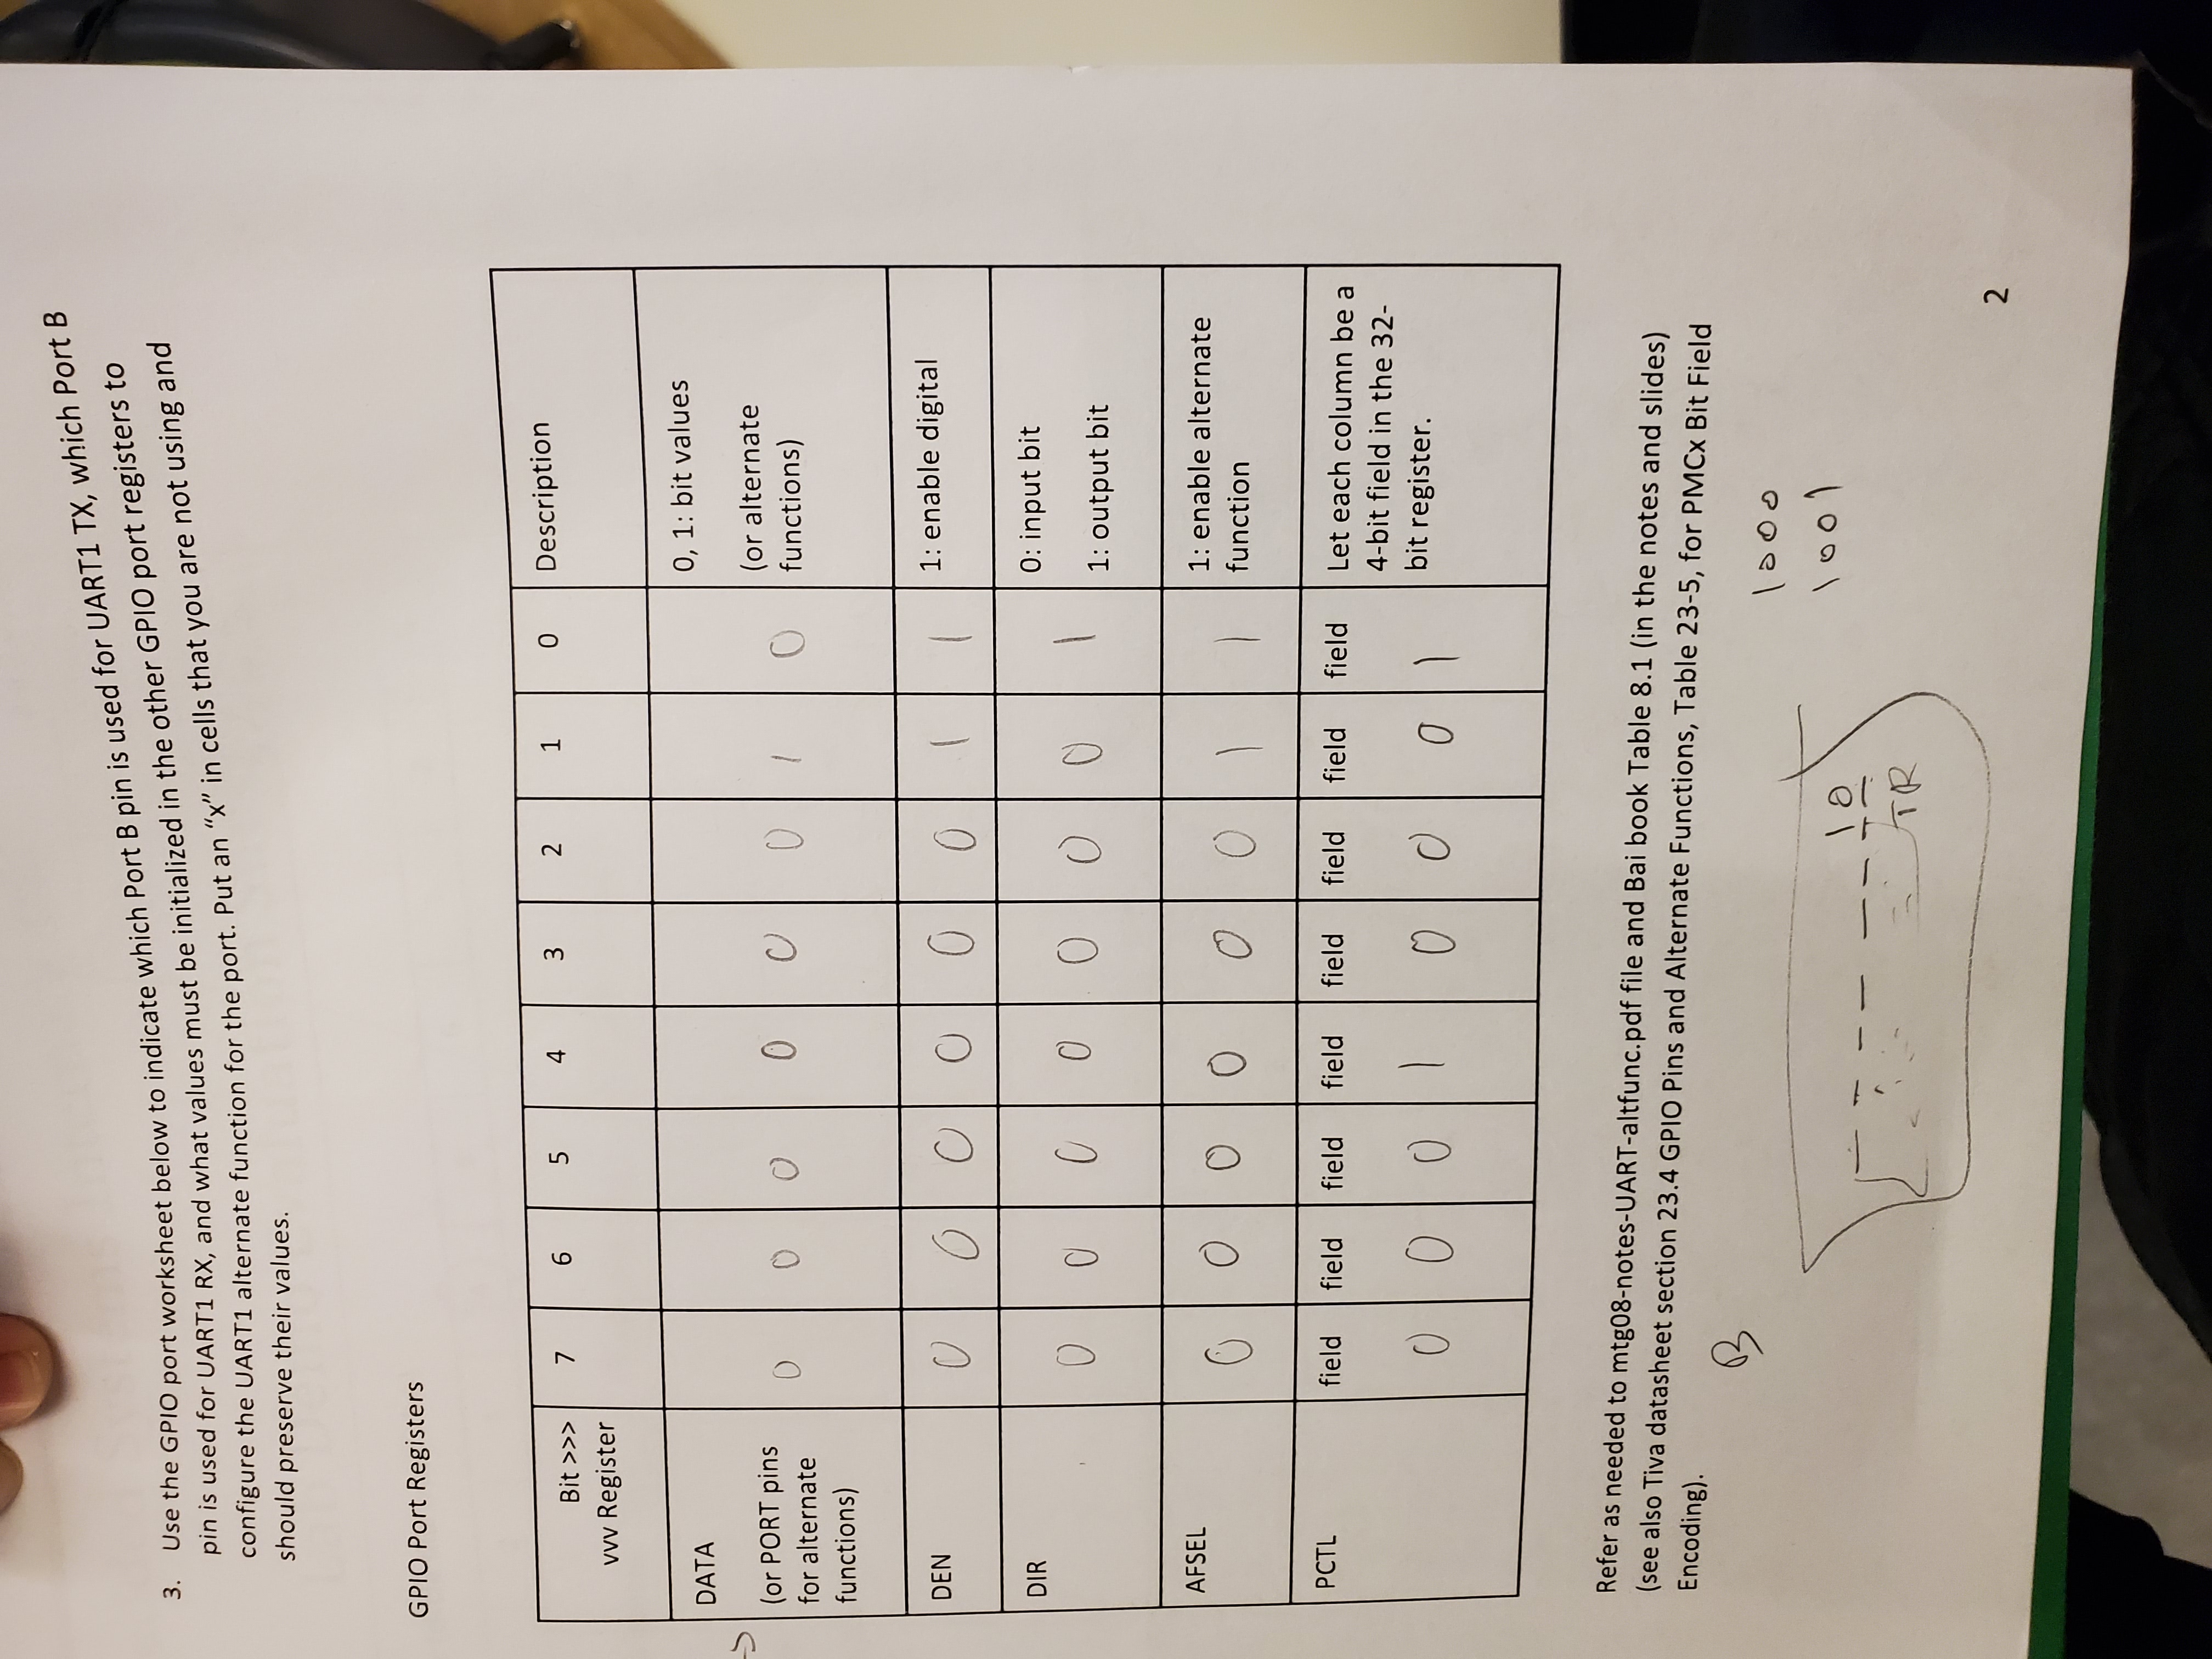 3. Use the GPIO port worksheet below to indicate which Port B pin is used for UART1 TX, which Port B
pin is used for UART1 RX, and what values must be initialized in the other GPIO port registers to
configure the UART1 alternate function for the port. Put an “x” in cells that you are not using and
should preserve their values.
GPIO Port Registers
Bit >>>
vvv Register
7 6 5 4 3 2 1 0 Description
DATA
(or PORT pins
for alternate
functions)
0 0 0 0 0 0 1 0
0, 1: bit values
(or alternate
functions)
DEN 0 0 0 0 0 0 1 1 1: enable digital
DIR 0 0 0 0 0 0 0 1
0: input bit
1: output bit
AFSEL 0 0 0 0 0 0 1 1
1: enable alternate
function
PCTL field field field field field field field field
0 0 0 1 0 0 0 1
Let each column be a
4-bit field in the 32-
bit register.
Refer as needed to mtg08-notes-UART-altfunc.pdf file and Bai book Table 8.1 (in the notes and slides)
(see also Tiva datasheet section 23.4 GPIO Pins and Alternate Functions, Table 23-5, for PMCx Bit Field
Encoding).
B
1000
1001
1 0
T R
2